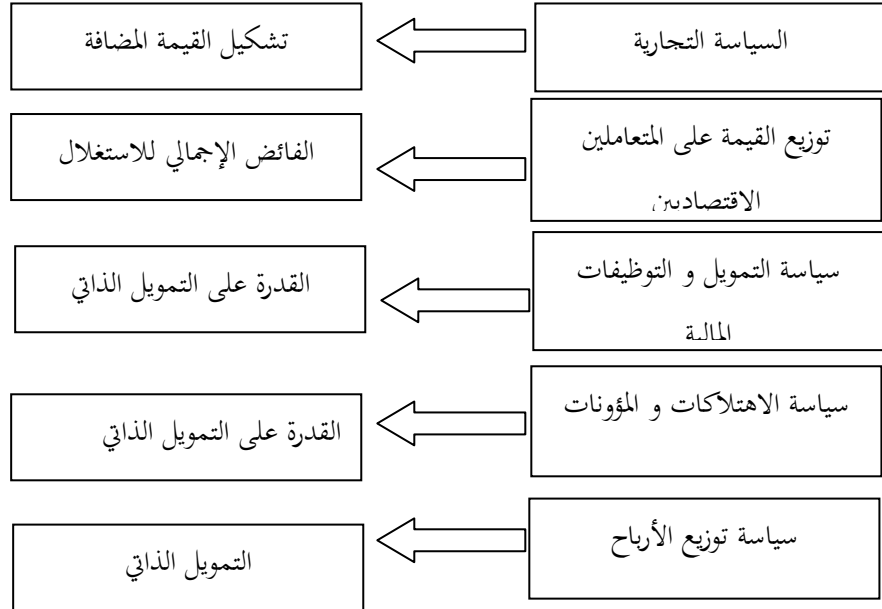 السياسة التجارية
تشكيل القيمة المضافة
توزيع القيمة على المتعاملين
الاقتصاديين
الفائض الإجمالي للاستغلال
سياسة التمويل و التوظيفات
المالية
القدرة على التمويل الذاتي
سياسة الاهتلاكات و المؤونات
القدرة على التمويل الذاتي
سياسة توزيع الأرباح
التمويل الذاتي